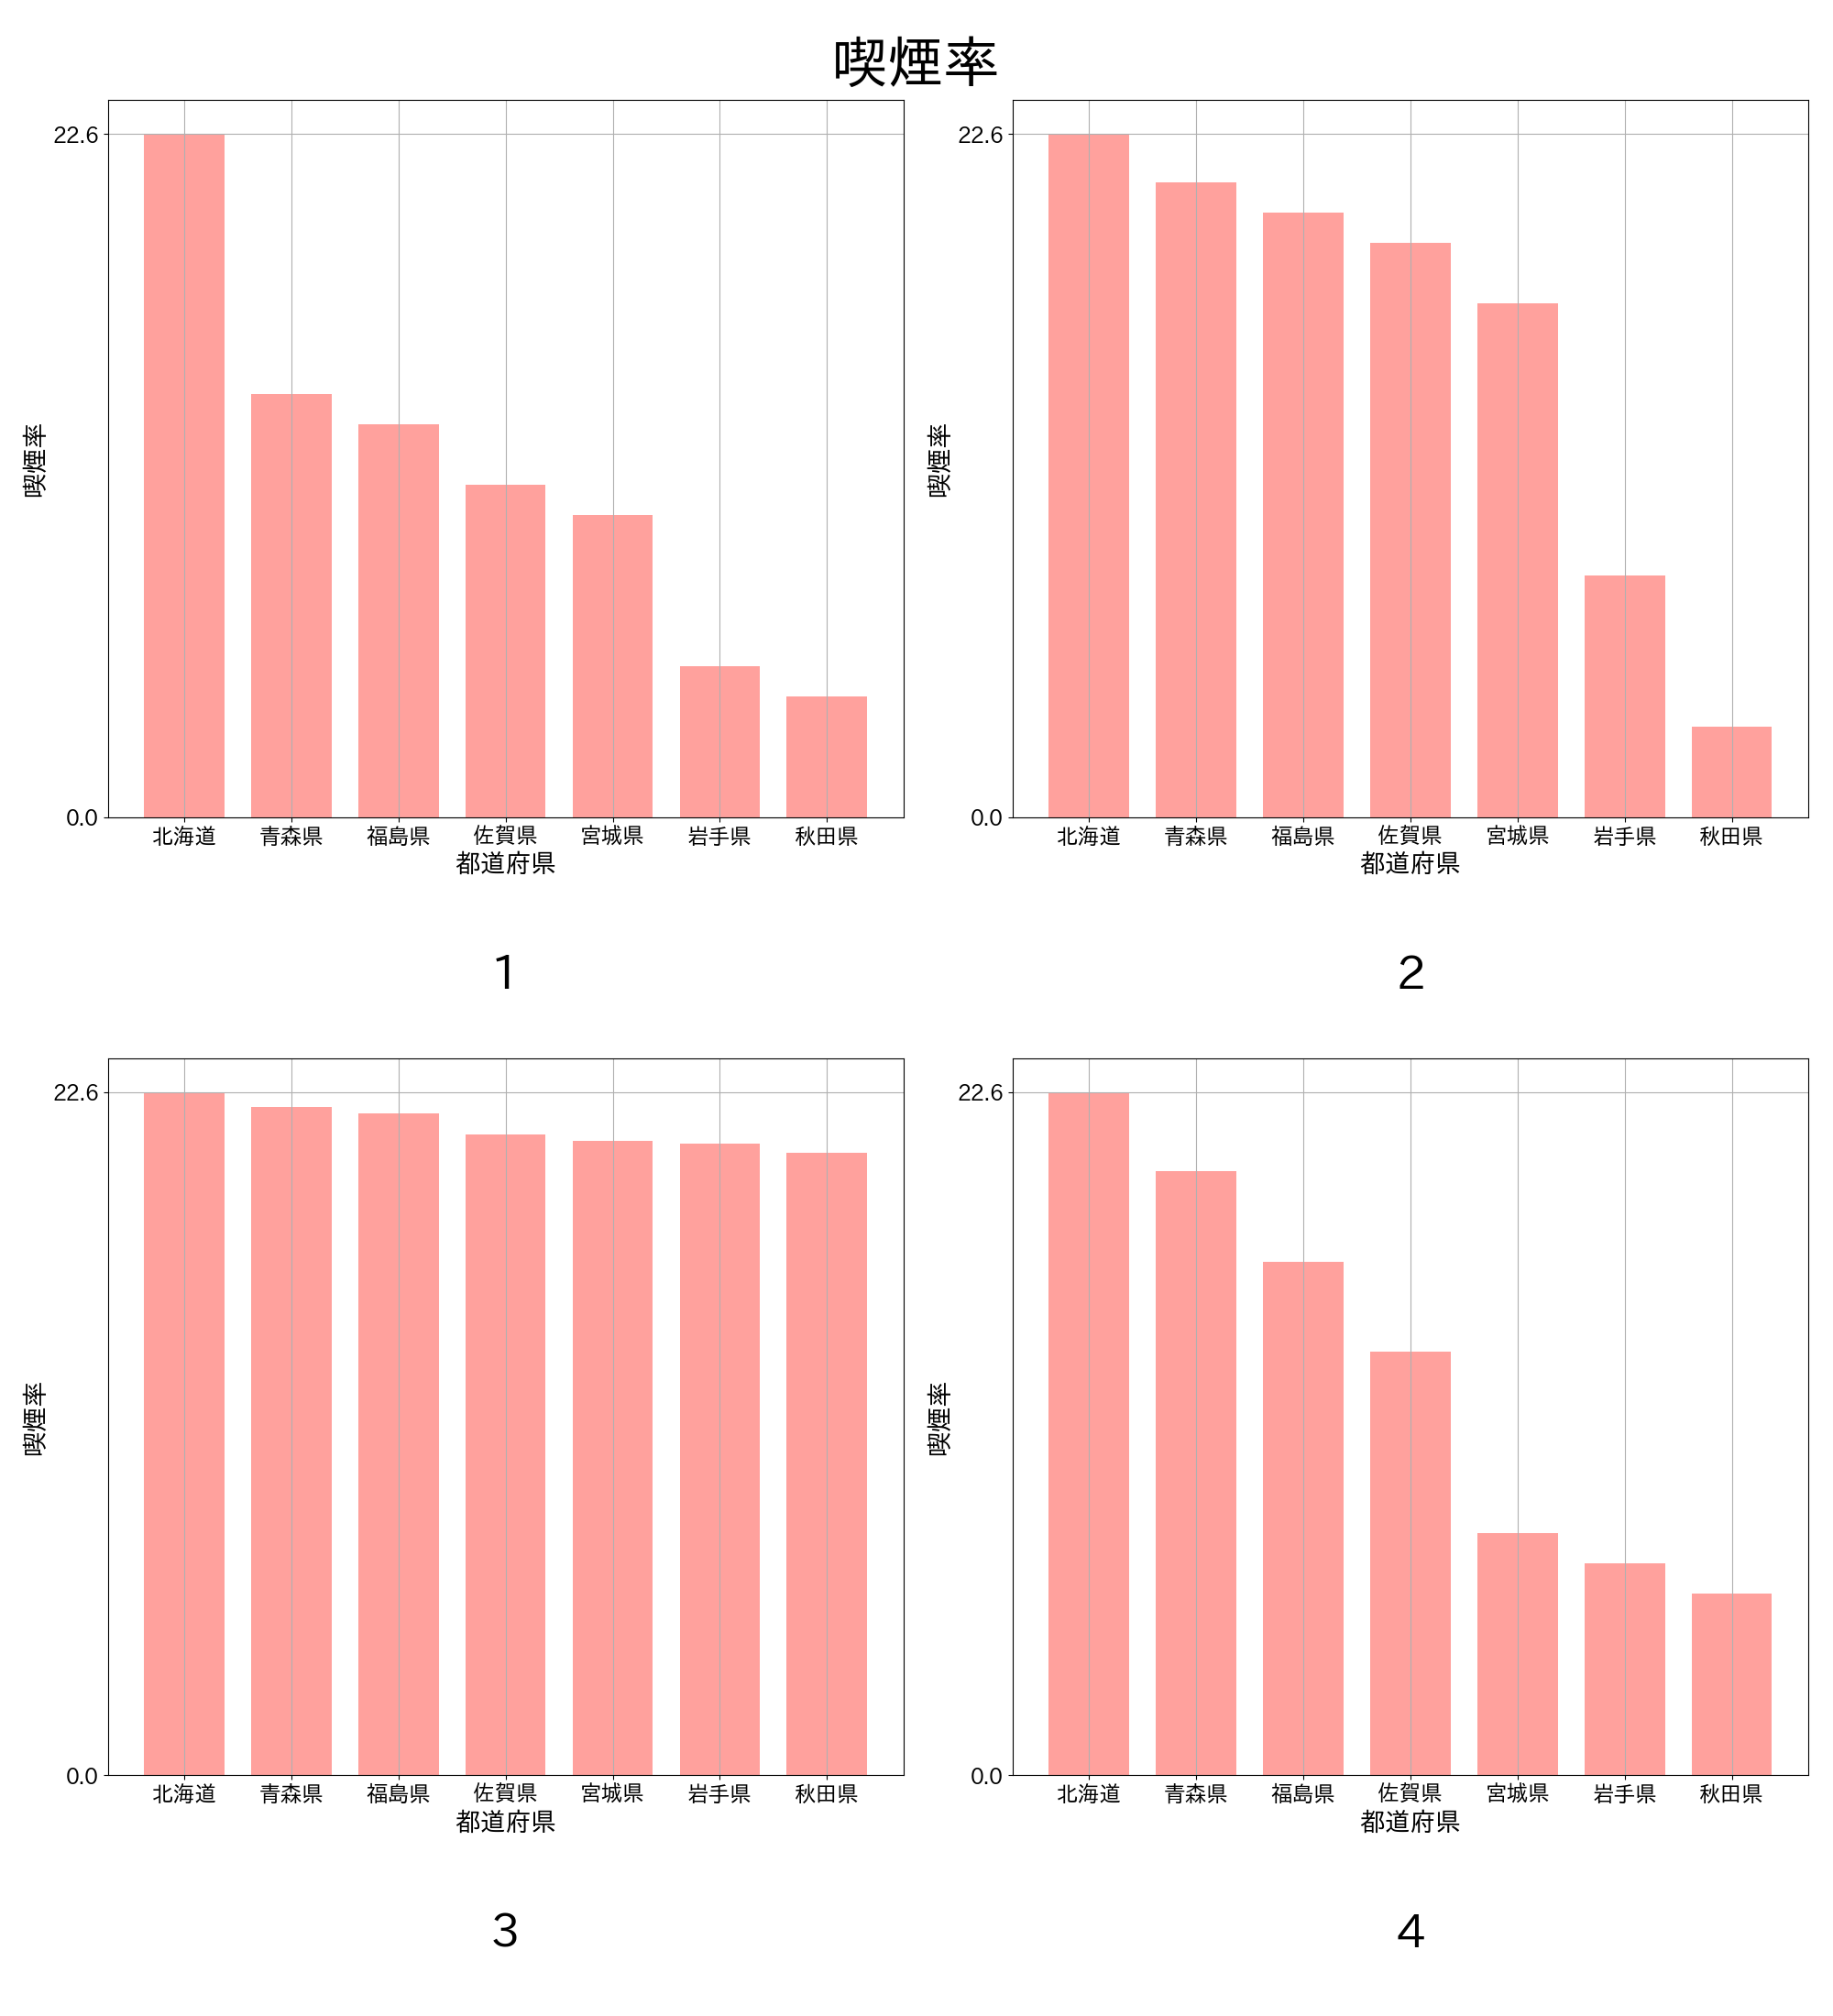 喫煙率
22.6
0.0
喫煙率
北海道 青森県 福島県 佐賀県 宮城県 岩手県 秋田県
都道府県
1
22.6
0.0
喫煙率
北海道 青森県 福島県 佐賀県 宮城県 岩手県 秋田県
都道府県
2
22.6
0.0
喫煙率
北海道 青森県 福島県 佐賀県 宮城県 岩手県 秋田県
都道府県
3
22.6
0.0
喫煙率
北海道 青森県 福島県 佐賀県 宮城県 岩手県 秋田県
都道府県
4